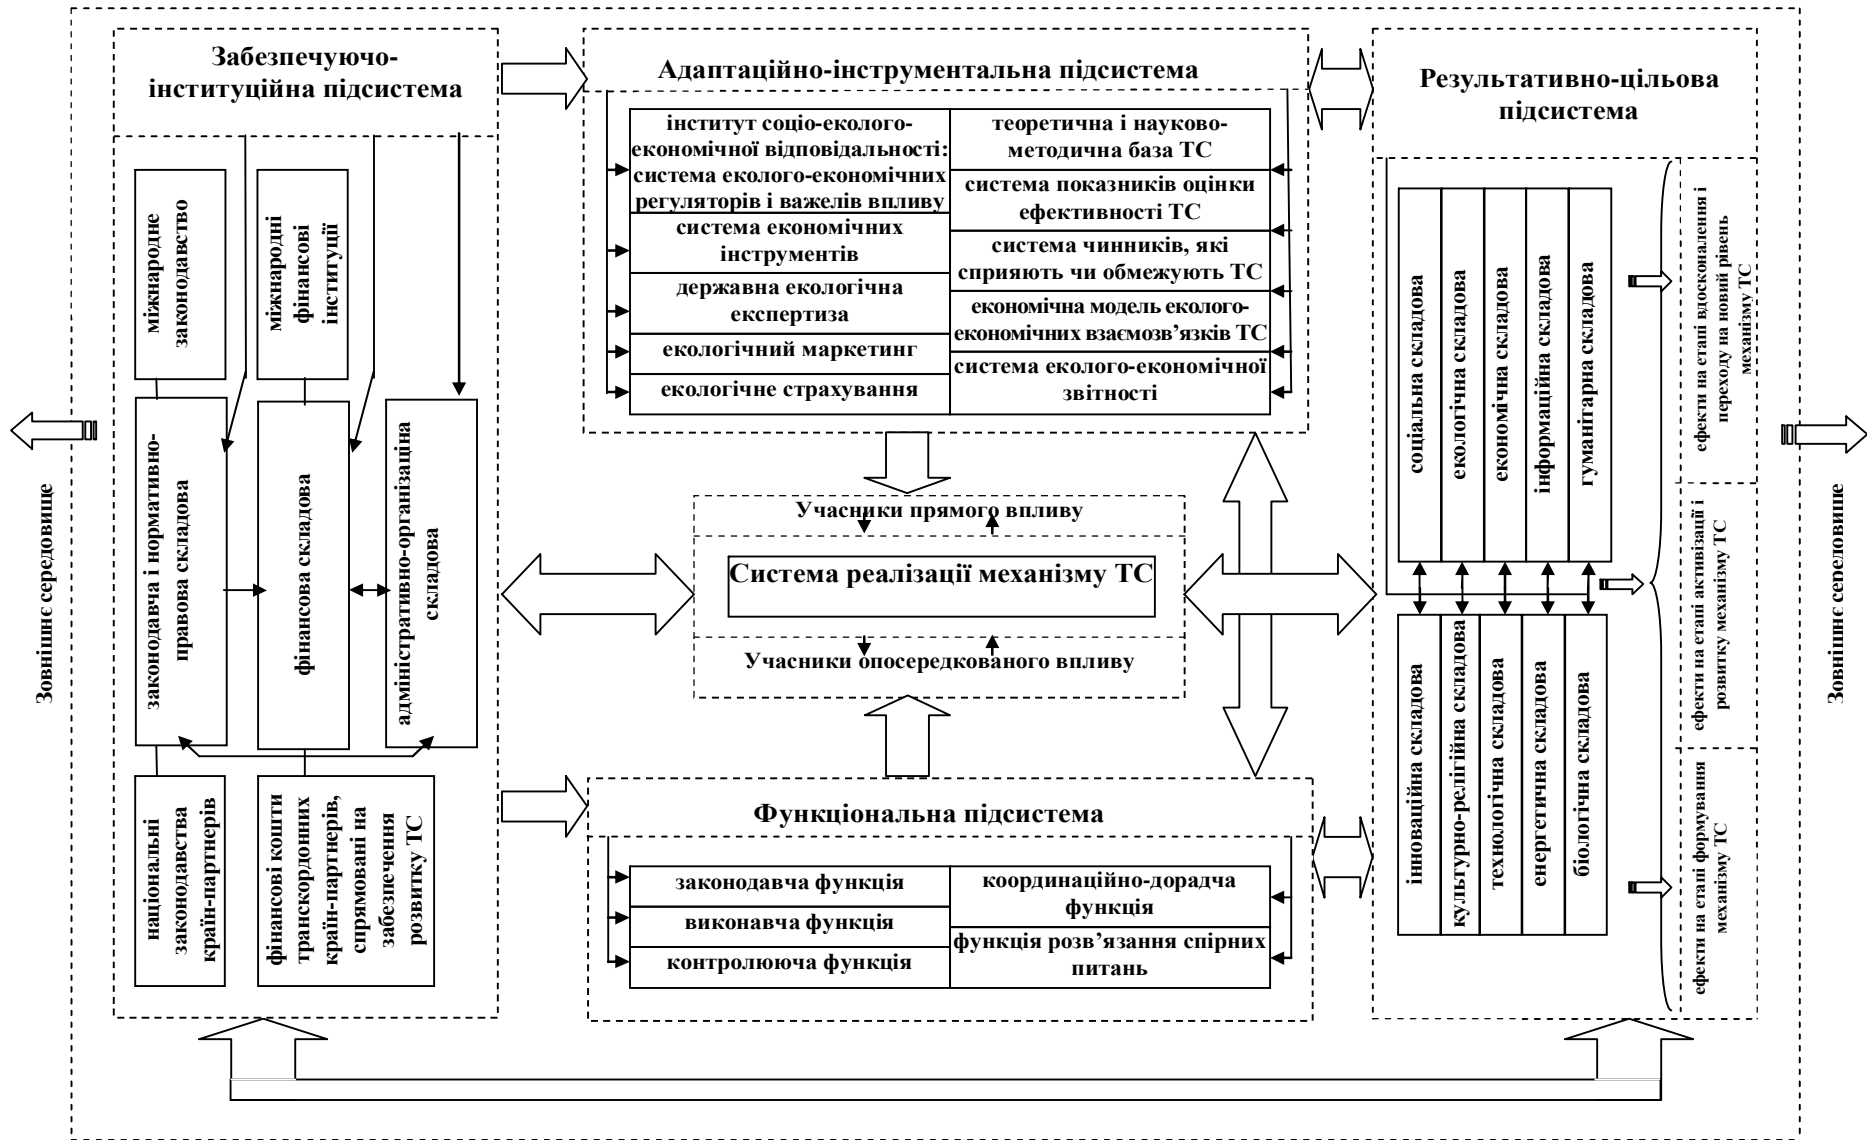 Забезпечуючо-
інституційна підсистема
міжнародне
законодавство
міжнародні
фінансові
інституції
законодавча і нормативно-
правова складова
фінансова складова
адміністративно-організаціна
складова
національні
законодавства
країн-партнерів
фінансові кошти
транскордонних
країн-партнерів,
спрямовані на
забезпечення
розвитку ТС
Зовнішнє середовище
Адаптаційно-інструментальна підсистема
інститут соціо-еколого-
економічної відповідальності:
система еколого-економічних
регуляторів і важелів впливу
система економічних
інструментів
державна екологічна
експертиза
екологічний маркетинг
екологічне страхування
теоретична і науково-
методична база ТС
система показників оцінки
ефективності ТС
система чинників, які
сприяють чи обмежують ТС
економічна модель еколого-
економічних взаємозв’язків ТС
система еколого-економічної
звітності
Учасники прямого впливу
Система реалізації механізму ТС
Учасники опосередкованого впливу
Функціональна підсистема
законодавча функція
виконавча функція
контролююча функція
координаційно-дорадча
функція
функція розв’язання спірних
питань
Результативно-цільова
підсистема
соціальна складова
екологічна складова
економічна складова
інформаційна складова
гуманітарна складова
інноваційна складова
культурно-релігійна складова
технологічна складова
енергетична складова
біологічна складова
ефекти на етапі вдосконалення і
переходу на новий рівень
механізму ТС
ефекти на етапі активізації і
розвитку механізму ТС
ефекти на етапі формування
механізму ТС
Зовнішнє середовище